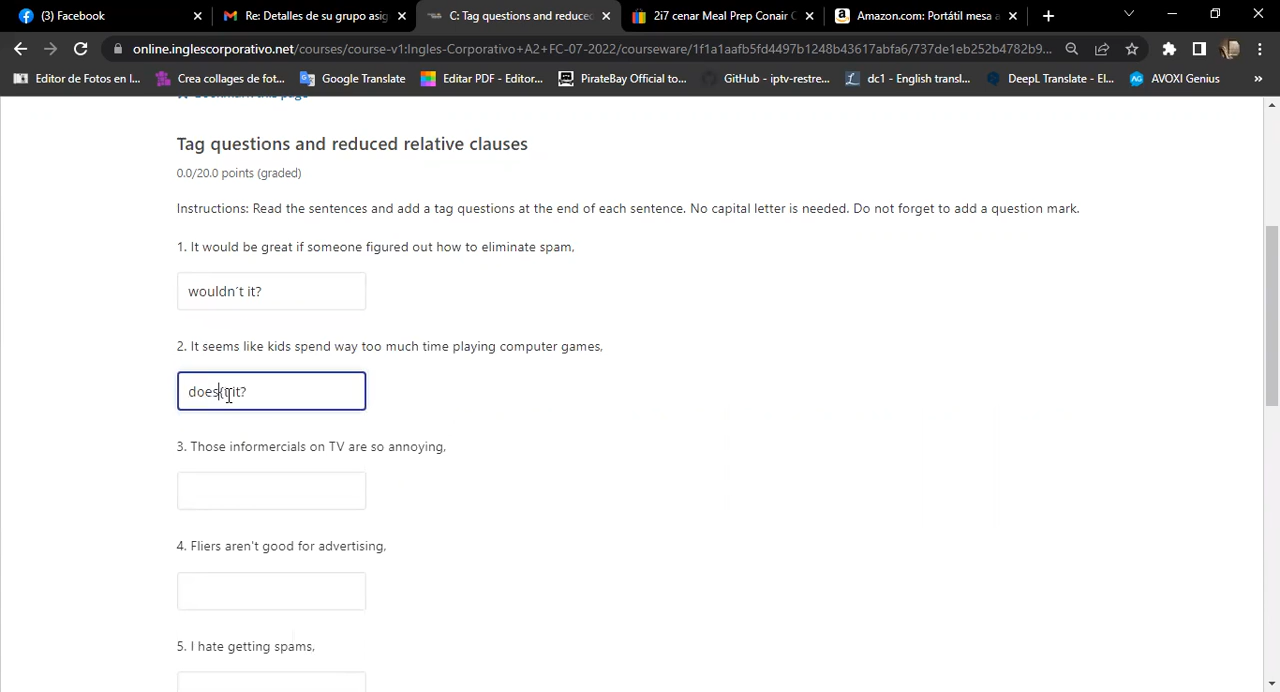 (3) Facebook
Re: Detalles de su grupo asig
C: Tag questions and reduced
2i7 cenar Meal Prep Conair C
Amazon.com: Portátil mesa a
online.inglescorporativo.net/courses/course-v1:Ingles-Corporativo+A2+FC-07-2022/courseware/1f1a1aafb5fd4497b1248b43617abfa6/737de1eb252b4782b9...
Editor de Fotos en l...
Crea collages de fot...
Google Translate
Editar PDF - Editor...
PirateBay Official to...
GitHub - iptv-restre...
dc1 - English transl...
DeepL Translate - El...
AVOXI Genius
Bookmark this page
Tag questions and reduced relative clauses
0.0/20.0 points (graded)
Instructions: Read the sentences and add a tag questions at the end of each sentence. No capital letter is needed. Do not forget to add a question mark.
1. It would be great if someone figured out how to eliminate spam,
wouldn´t it?
2. It seems like kids spend way too much time playing computer games,
does{t it?
3. Those informercials on TV are so annoying,
4. Fliers aren't good for advertising,
5. I hate getting spams,